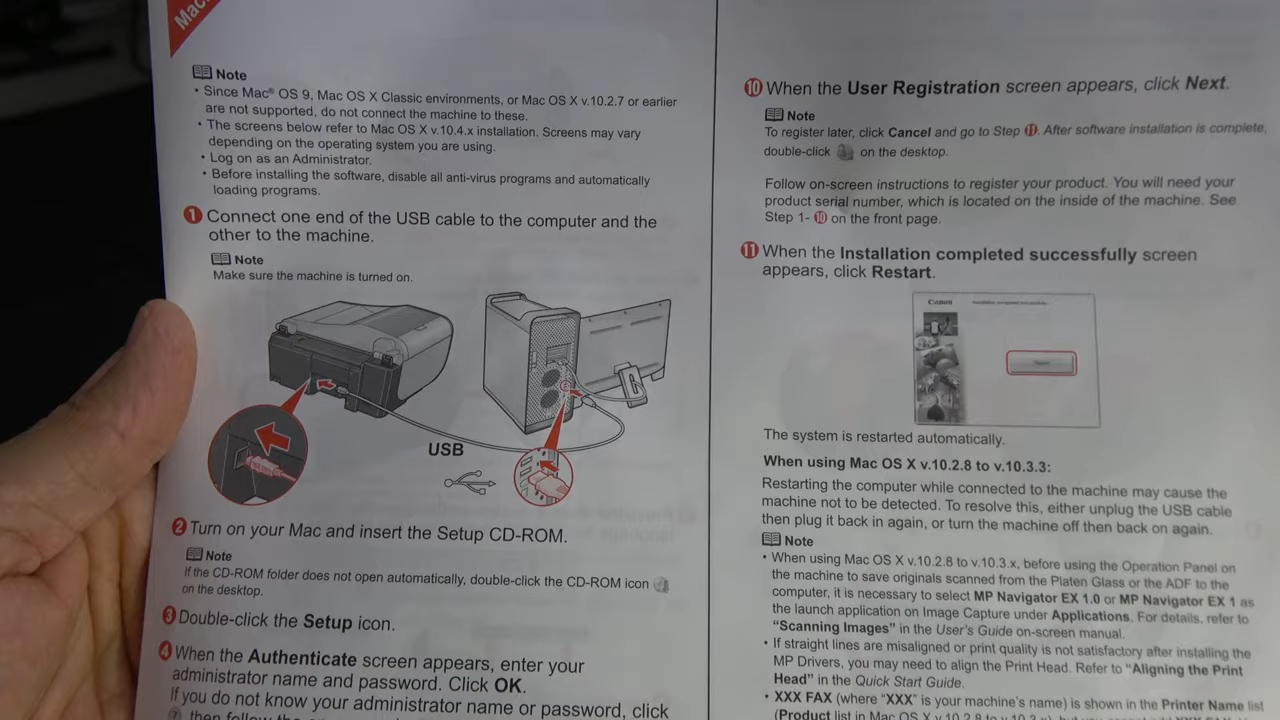 Mac
Note
• Since Mac® OS 9, Mac OS X Classic environments, or Mac OS X v.10.2.7 or earlier
are not supported, do not connect the machine to these.
• The screens below refer to Mac OS X v.10.4.x installation. Screens may vary
depending on the operating system you are using.
• Log on as an Administrator.
• Before installing the software, disable all anti-virus programs and automatically
loading programs.
1 Connect one end of the USB cable to the computer and the
other to the machine.
Note
Make sure the machine is turned on.
USB
2 Turn on your Mac and insert the Setup CD-ROM.
Note
If the CD-ROM folder does not open automatically, double-click the CD-ROM icon
on the desktop.
3 Double-click the Setup icon.
4 When the Authenticate screen appears, enter your
administrator name and password. Click OK.
If you do not know your administrator name or password, click
?, then follow the
10 When the User Registration screen appears, click Next.
Note
To register later, click Cancel and go to Step 11. After software installation is complete,
double-click on the desktop.
Follow on-screen instructions to register your product. You will need your
product serial number, which is located on the inside of the machine. See
Step 1- 10 on the front page.
11 When the Installation completed successfully screen
appears, click Restart.
Canon
Installation completed successfully
The system is restarted automatically.
When using Mac OS X v.10.2.8 to v.10.3.3:
Restarting the computer while connected to the machine may cause the
machine not to be detected. To resolve this, either unplug the USB cable
then plug it back in again, or turn the machine off then back on again.
Note
• When using Mac OS X v.10.2.8 to v.10.3.x, before using the Operation Panel on
the machine to save originals scanned from the Platen Glass or the ADF to the
computer, it is necessary to select MP Navigator EX 1.0 or MP Navigator EX 1 as
the launch application on Image Capture under Applications. For details, refer to
"Scanning Images" in the User's Guide on-screen manual.
• If straight lines are misaligned or print quality is not satisfactory after installing the
MP Drivers, you may need to align the Print Head. Refer to "Aligning the Print
Head" in the Quick Start Guide.
• XXX FAX (where "XXX" is your machine's name) is shown in the Printer Name list
(Product list in Mac OS X v.10.2.8 to v.10.3.x), but you cannot